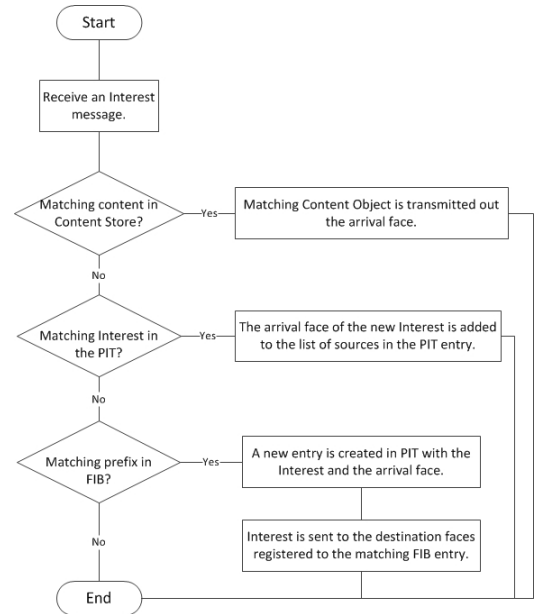 Start
Receive an Interest
message.
Matching content in
Content Store?
Yes
Matching Content Object is transmitted out
the arrival face.
No
Matching Interest in
the PIT?
Yes
The arrival face of the new Interest is added
to the list of sources in the PIT entry.
No
Matching prefix in
FIB?
Yes
A new entry is created in PIT with the
Interest and the arrival face.
No
Interest is sent to the destination faces
registered to the matching FIB entry.
End